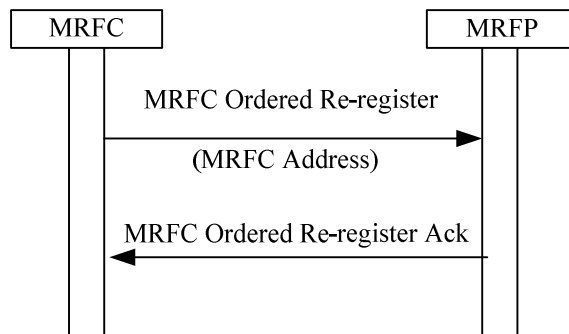 MRFC
MRFP
MRFC Ordered Re-register
(MRFC Address)
MRFC Ordered Re-register Ack